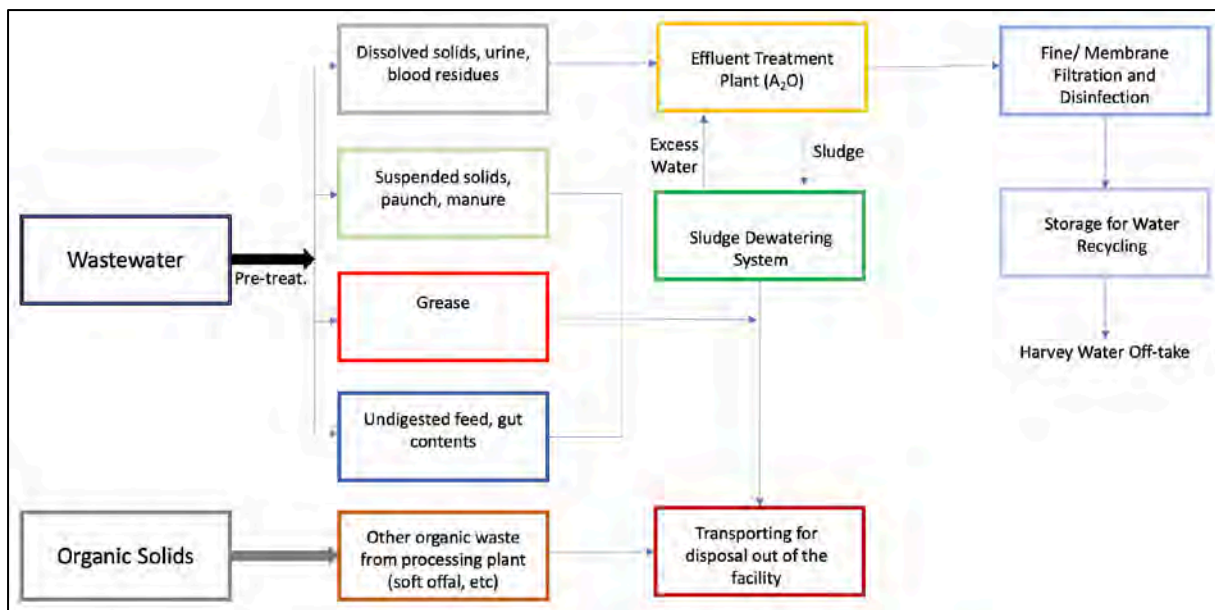 Dissolved solids, urine,
blood residues
Effluent Treatment
Plant (A₂O)
Fine/ Membrane
Filtration and
Disinfection
Excess
Water
Sludge
Suspended solids,
paunch, manure
Wastewater
Pre-treat.
Sludge Dewatering
System
Storage for Water
Recycling
Grease
Harvey Water Off-take
Undigested feed, gut
contents
Organic Solids
Other organic waste
from processing plant
(soft offal, etc)
Transporting for
disposal out of the
facility